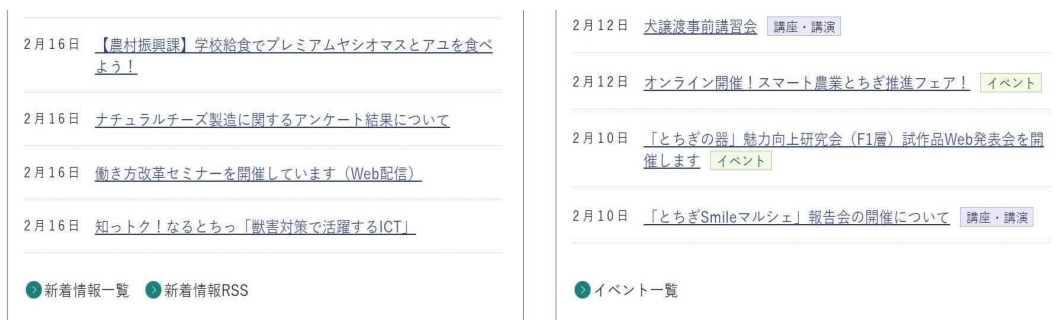 2月16日 【農村振興課】学校給食でプレミアムヤシオマスとアユを食べ
よう！
2月16日 ナチュラルチーズ製造に関するアンケート結果について
2月16日 働き方改革セミナーを開催しています（Web配信）
2月16日 知っトク！なるとちっ「獣害対策で活躍するICT」
新着情報一覧 新着情報RSS
2月12日 犬譲渡事前講習会 講座・講演
2月12日 オンライン開催！スマート農業とちぎ推進フェア！ イベント
2月10日 「とちぎの器」魅力向上研究会（F1層）試作品Web発表会を開
催します イベント
2月10日 「とちぎSmileマルシェ」報告会の開催について 講座・講演
イベント一覧